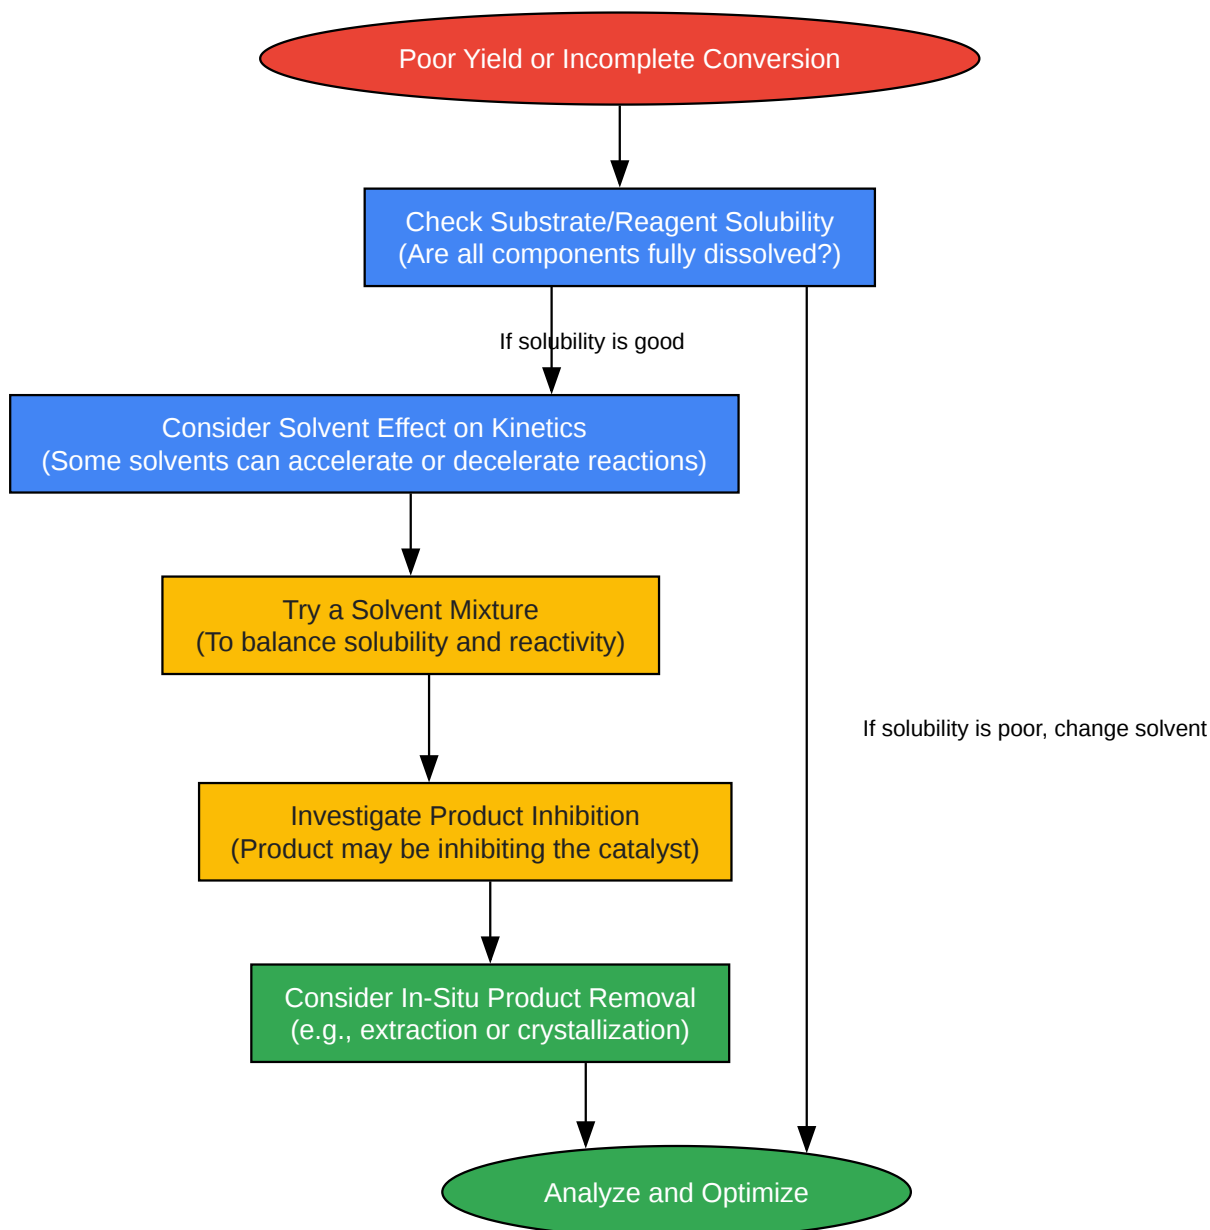 Poor Yield or Incomplete Conversion
Check Substrate/Reagent Solubility
(Are all components fully dissolved?)
If solubility is good
Consider Solvent Effect on Kinetics
(Some solvents can accelerate or decelerate reactions)
Try a Solvent Mixture
(To balance solubility and reactivity)
If solubility is poor, change solvent
Investigate Product Inhibition
(Product may be inhibiting the catalyst)
Consider In-Situ Product Removal
(e.g., extraction or crystallization)
Analyze and Optimize